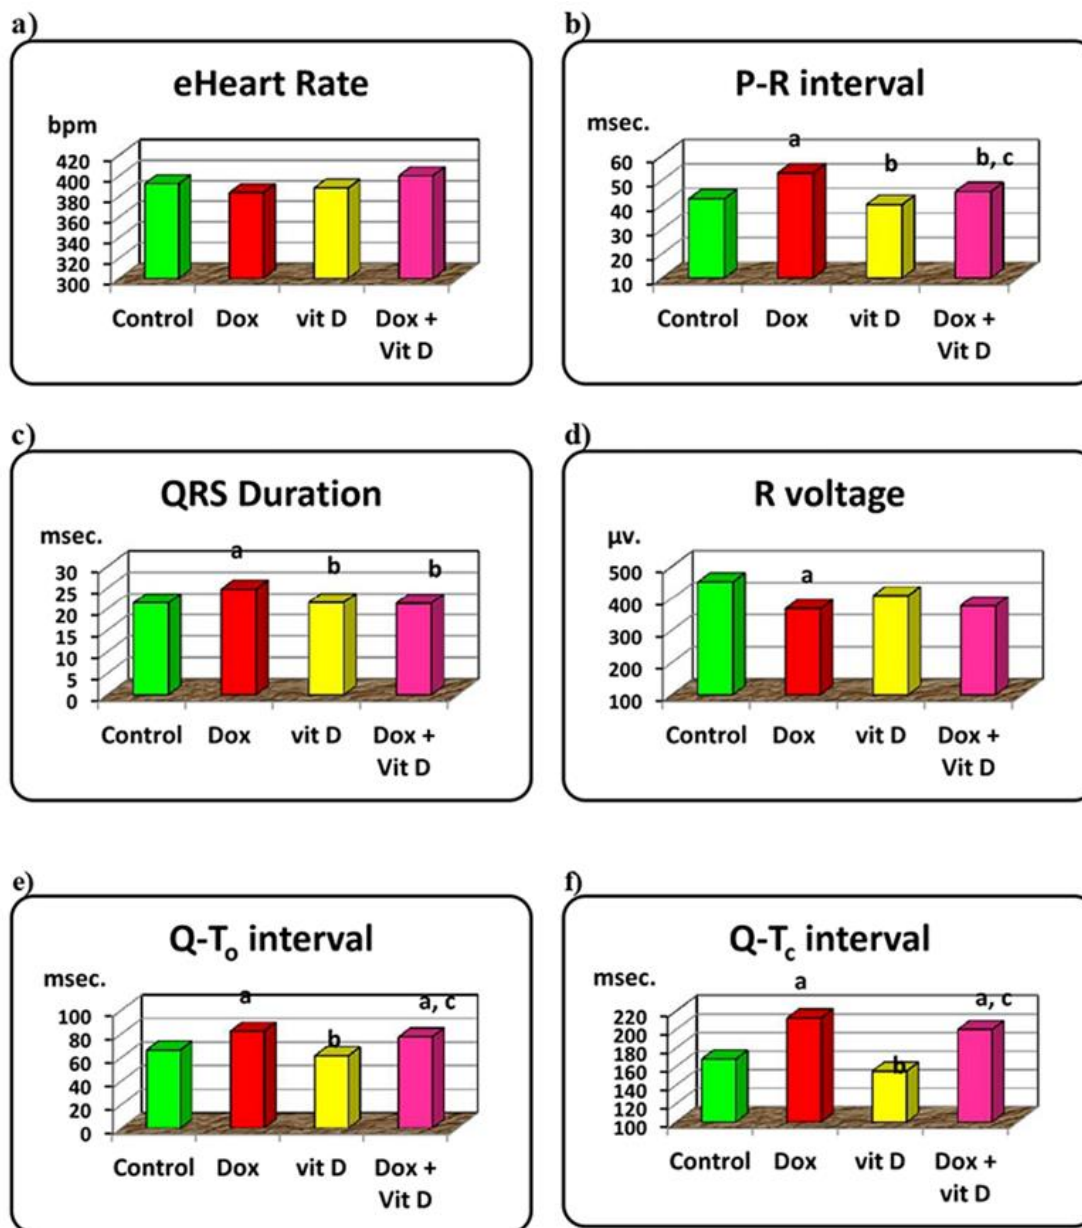 a)
eHeart Rate
bpm
420
400
380
360
340
320
300
Control Dox vit D Dox +
Vit D
b)
P-R interval
msec.
a
b
b, c
60
50
40
30
20
10
Control Dox vit D Dox +
Vit D
c)
QRS Duration
msec.
a
b
b
30
25
20
15
10
5
0
Control Dox vit D Dox +
Vit D
d)
R voltage
μv.
a
500
400
300
200
100
Control Dox vit D Dox +
Vit D
e)
Q-To interval
msec.
a
b
a, c
100
80
60
40
20
0
Control Dox vit D Dox +
Vit D
f)
Q-Tc interval
msec.
a
b
a, c
220
200
180
160
140
120
100
Control Dox vit D Dox +
vit D